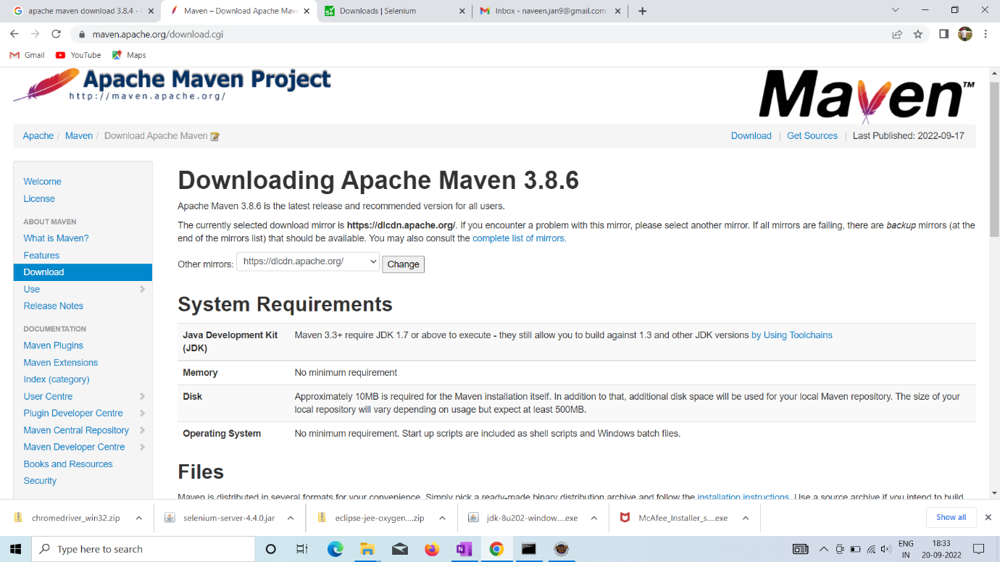 apache maven download 3.8.4 -
Maven – Download Apache Mave
Downloads | Selenium
Inbox - naveen.jan9@gmail.com
maven.apache.org/download.cgi
Gmail
YouTube
Maps
Apache Maven Project
http://maven.apache.org/
Maven™
Apache / Maven / Download Apache Maven
Download | Get Sources | Last Published: 2022-09-17
Welcome
License
ABOUT MAVEN
What is Maven?
Features
Download
Use
Release Notes
DOCUMENTATION
Maven Plugins
Maven Extensions
Index (category)
User Centre
Plugin Developer Centre
Maven Central Repository
Maven Developer Centre
Books and Resources
Security
Downloading Apache Maven 3.8.6
Apache Maven 3.8.6 is the latest release and recommended version for all users.
The currently selected download mirror is https://dlcdn.apache.org/. If you encounter a problem with this mirror, please select another mirror. If all mirrors are failing, there are backup mirrors (at the
end of the mirrors list) that should be available. You may also consult the complete list of mirrors.
Other mirrors: https://dlcdn.apache.org/ Change
System Requirements
Java Development Kit Maven 3.3+ require JDK 1.7 or above to execute - they still allow you to build against 1.3 and other JDK versions by Using Toolchains
(JDK)
Memory No minimum requirement
Disk Approximately 10MB is required for the Maven installation itself. In addition to that, additional disk space will be used for your local Maven repository. The size of your
local repository will vary depending on usage but expect at least 500MB.
Operating System No minimum requirement. Start up scripts are included as shell scripts and Windows batch files.
Files
Maven is distributed in several formats for your convenience. Simply pick a ready-made binary distribution archive and follow the installation instructions. Use a source archive if you intend to build
chromedriver_win32.zip
selenium-server-4.4.0.jar
eclipse-jee-oxygen....zip
jdk-8u202-window....exe
McAfee_Installer_s....exe
Show all
Type here to search
ENG
IN
18:33
20-09-2022